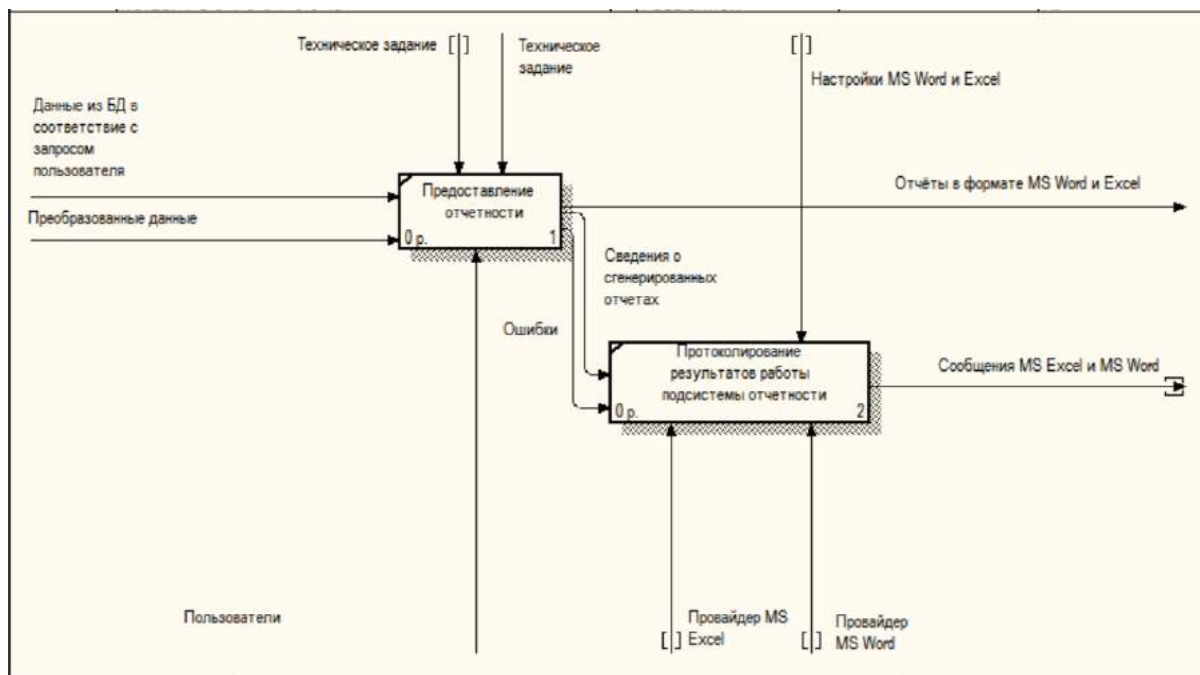 Техническое задание
Техническое
задание
Настройки MS Word и Excel
Данные из БД в
соответствие с
запросом
пользователя
Преобразованные данные
Предоставление
отчетности
0 р.
1
Отчёты в формате MS Word и Excel
Сведения о
сгенерированных
отчетах
Ошибки
Протоколирование
результатов работы
подсистемы отчетности
0 р.
2
Сообщения MS Excel и MS Word
Пользователи
Провайдер MS
Excel
Провайдер
MS Word